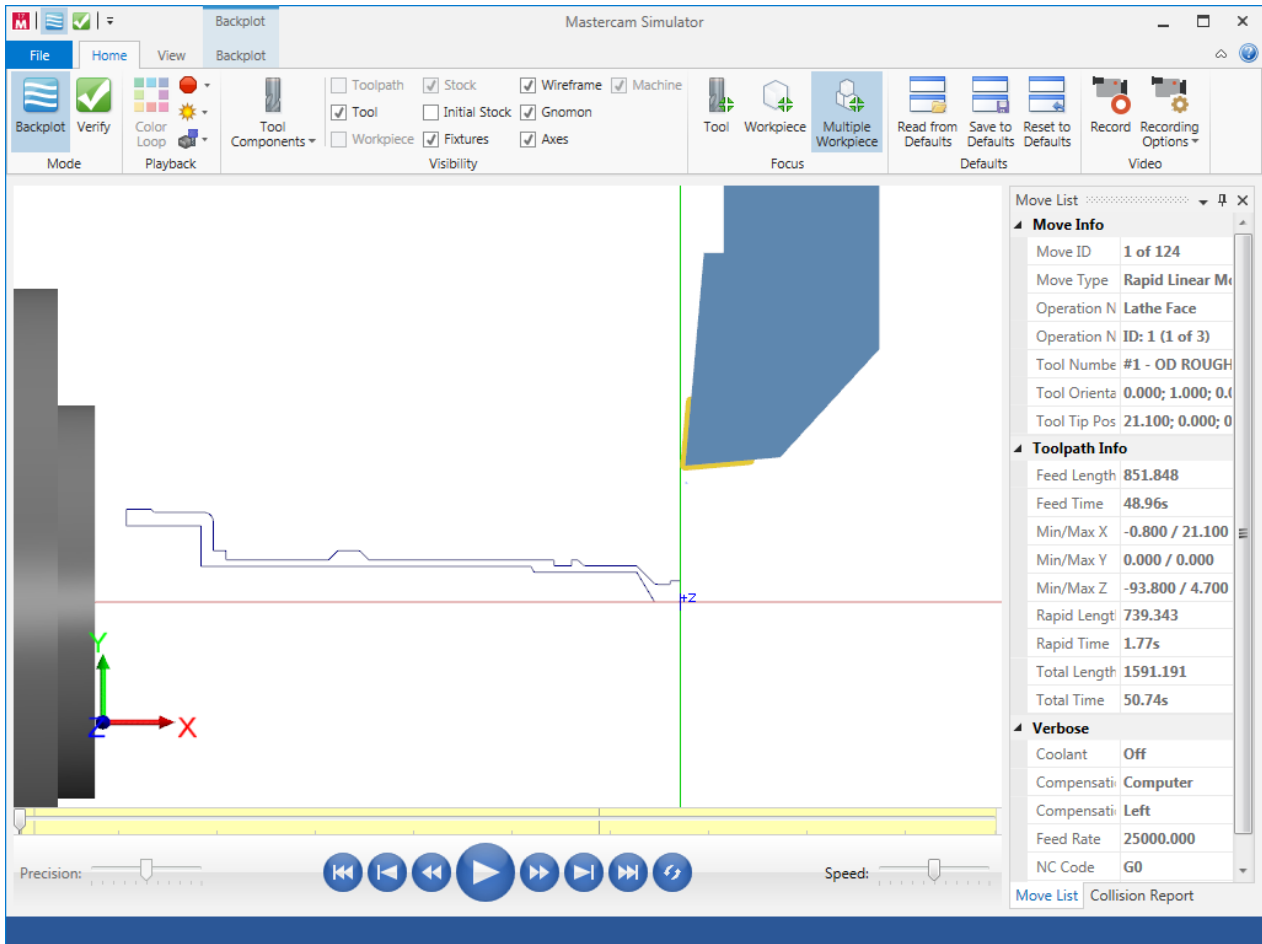 Backplot
Mastercam Simulator
File
Home
View
Backplot
Backplot
Verify
Mode
Color
Loop
Playback
Tool
Components
Toolpath
Stock
Wireframe
Machine
Tool
Initial Stock
Gnomon
Workpiece
Fixtures
Axes
Visibility
Tool
Workpiece
Multiple
Workpiece
Focus
Read from
Defaults
Save to
Defaults
Reset to
Defaults
Defaults
Record
Recording
Options
Video
+Z
Y
Z
X
Move List
Move Info
Move ID 1 of 124
Move Type Rapid Linear Mo
Operation N Lathe Face
Operation N ID: 1 (1 of 3)
Tool Numbe #1 - OD ROUGH
Tool Orienta 0.000; 1.000; 0.0
Tool Tip Pos 21.100; 0.000; 0
Toolpath Info
Feed Length 851.848
Feed Time 48.96s
Min/Max X -0.800 / 21.100
Min/Max Y 0.000 / 0.000
Min/Max Z -93.800 / 4.700
Rapid Lengt 739.343
Rapid Time 1.77s
Total Length 1591.191
Total Time 50.74s
Verbose
Coolant Off
Compensati Computer
Compensati Left
Feed Rate 25000.000
NC Code G0
Move List
Collision Report
Precision:
Speed: